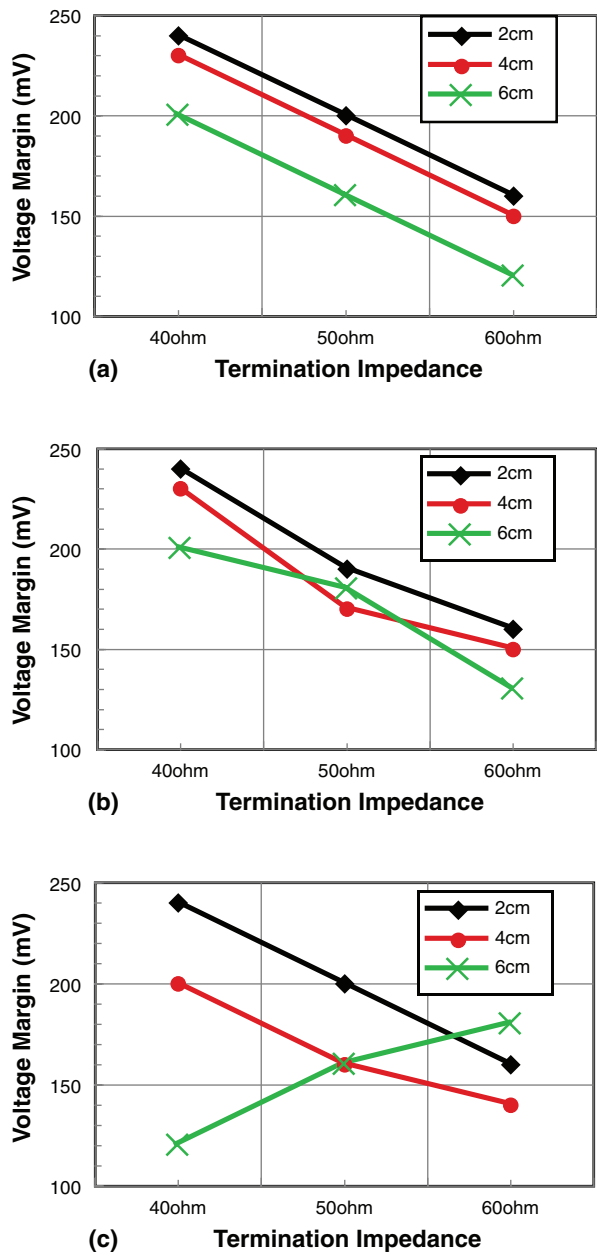 250
200
150
100
Voltage Margin (mV)
2cm
4cm
6cm
40ohm
50ohm
60ohm
(a)
Termination Impedance
250
200
150
100
Voltage Margin (mV)
2cm
4cm
6cm
40ohm
50ohm
60ohm
(b)
Termination Impedance
250
200
150
100
Voltage Margin (mV)
2cm
4cm
6cm
40ohm
50ohm
60ohm
(c)
Termination Impedance